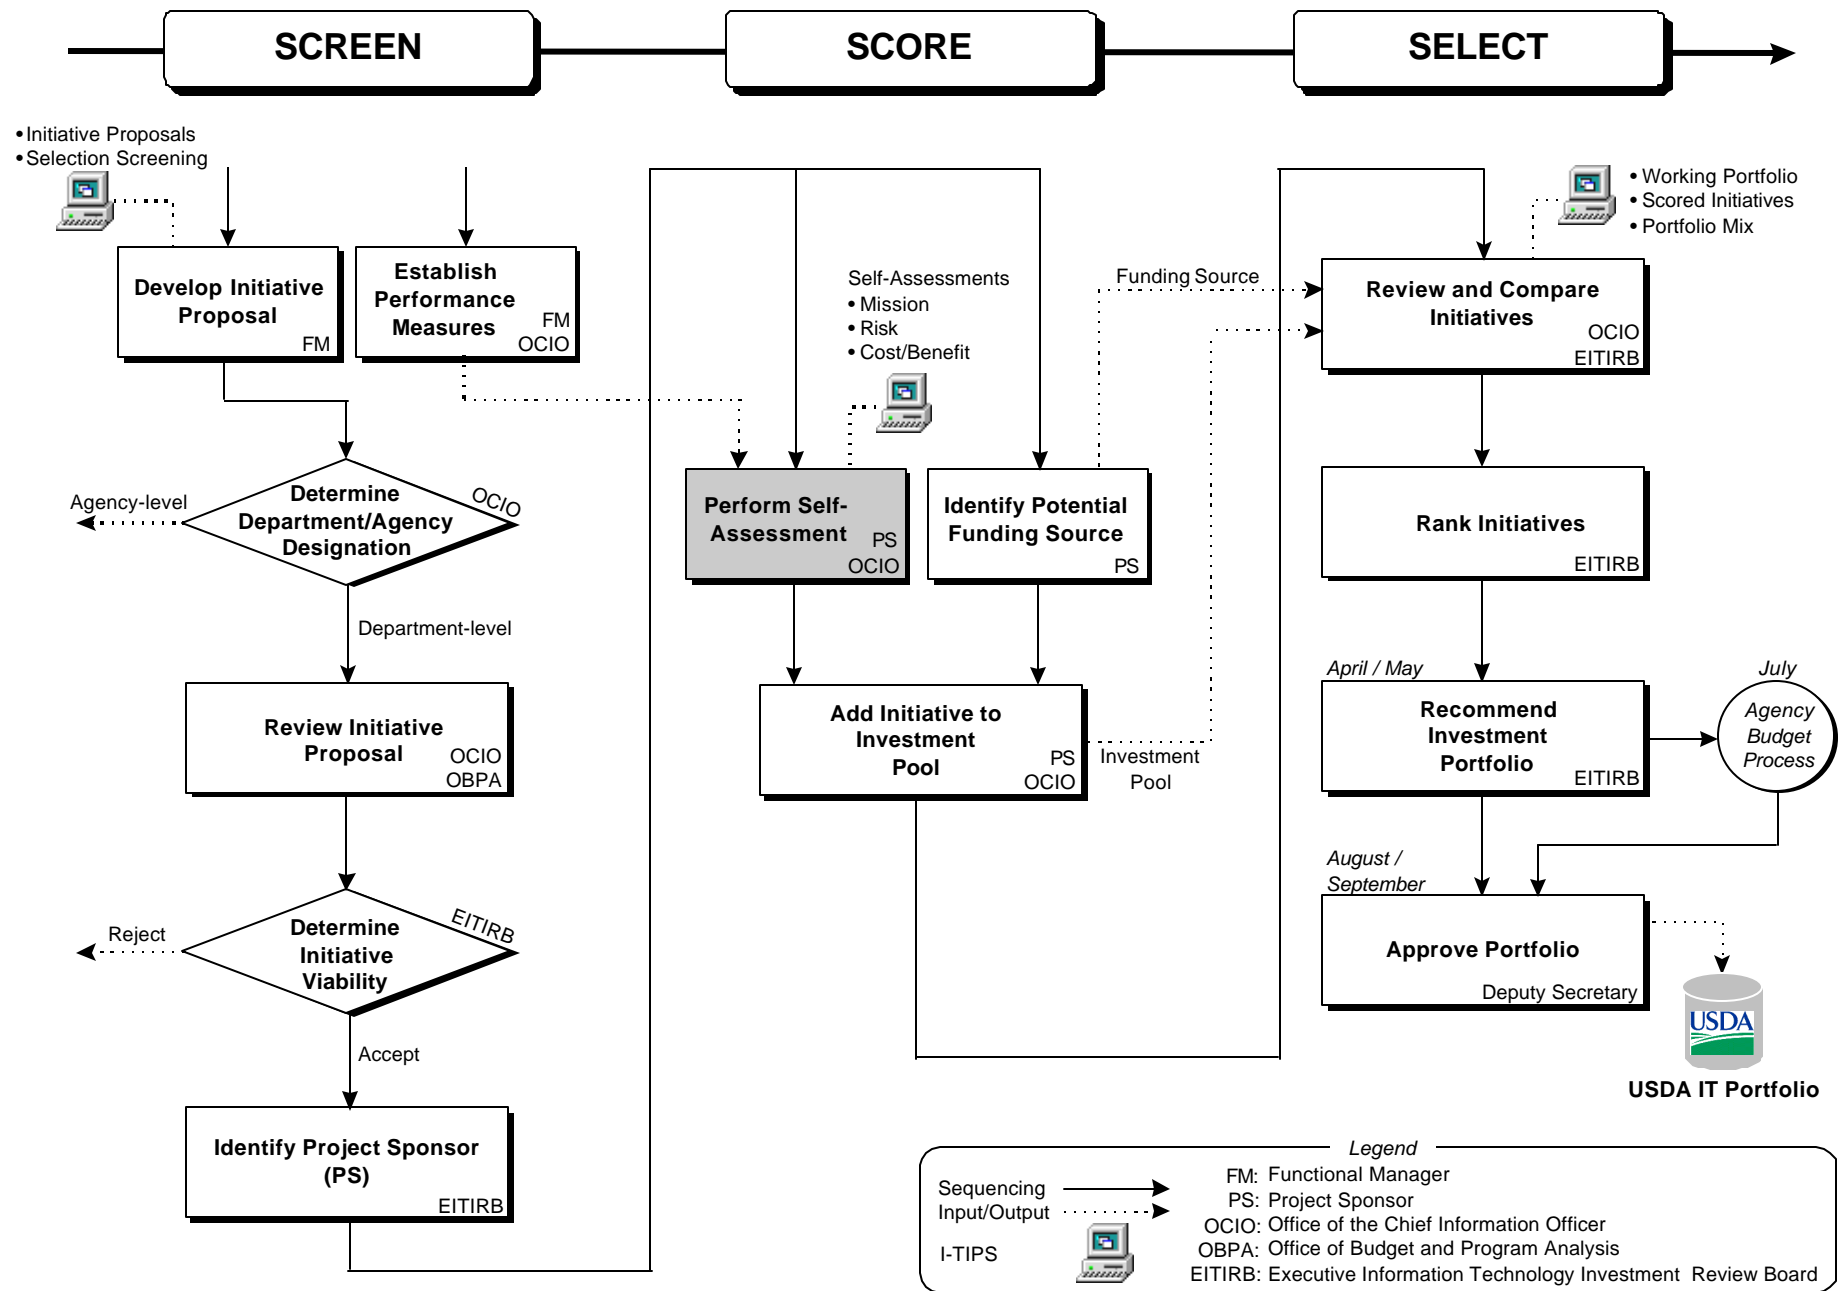 SCREEN
SCORE
SELECT
• Initiative Proposals
• Selection Screening
Develop Initiative
Proposal
FM
Establish
Performance
Measures
FM
OCIO
Agency-level
Determine
Department/Agency
Designation
OCIO
Department-level
Review Initiative
Proposal
OCIO
OBPA
Reject
Determine
Initiative
Viability
EITIRB
Accept
Identify Project Sponsor
(PS)
EITIRB
Self-Assessments
• Mission
• Risk
• Cost/Benefit
Perform Self-
Assessment
PS
OCIO
Identify Potential
Funding Source
PS
Add Initiative to
Investment
Pool
PS
OCIO
Funding Source
Investment
Pool
• Working Portfolio
• Scored Initiatives
• Portfolio Mix
Review and Compare
Initiatives
OCIO
EITIRB
Rank Initiatives
EITIRB
April / May
Recommend
Investment
Portfolio
EITIRB
July
Agency
Budget
Process
August /
September
Approve Portfolio
Deputy Secretary
USDA
USDA IT Portfolio
Legend
Sequencing
Input/Output
I-TIPS
FM: Functional Manager
PS: Project Sponsor
OCIO: Office of the Chief Information Officer
OBPA: Office of Budget and Program Analysis
EITIRB: Executive Information Technology Investment Review Board